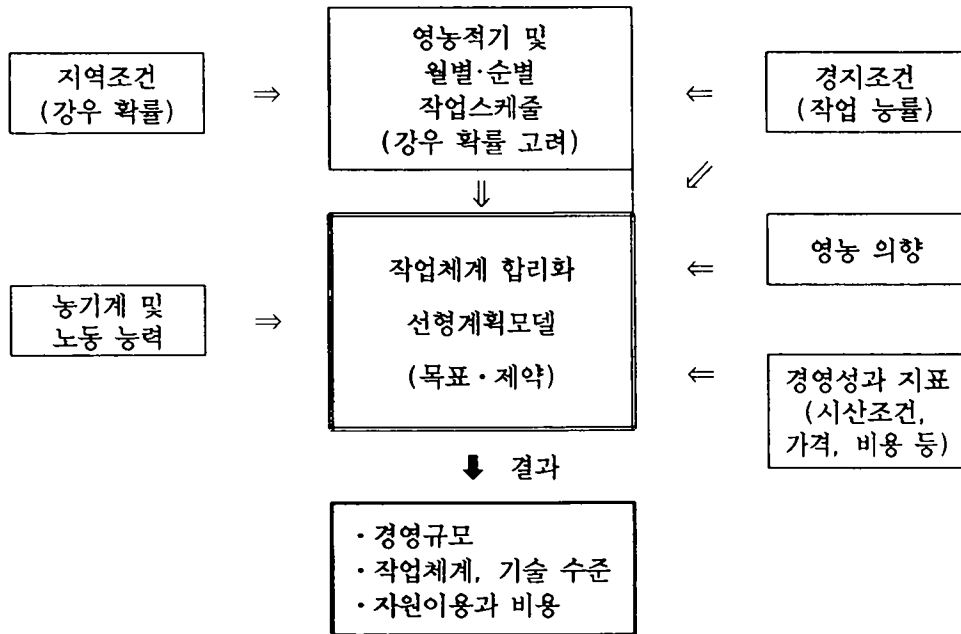 영농적기 및
월별·순별
작업스케줄
(강우 확률 고려)
지역조건
(강우 확률)
⇒
⇐
경지조건
(작업 능률)
⇙
⇓
작업체계 합리화
선형계획모델
(목표·제약)
농기계 및
노동 능력
⇒
⇐
영농 의향
⇐
경영성과 지표
(시산조건,
가격, 비용 등)
⬇ 결과
·경영규모
·작업체계, 기술 수준
·자원이용과 비용